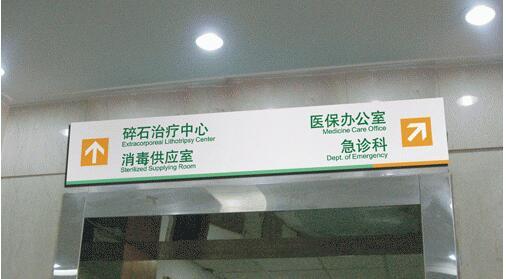 碎石治疗中心
Extracorporeal Lithotripsy Center
消毒供应室
Sterilized Supplying Room
医保办公室
Medicine Care Office
急诊科
Dept. of Emergency